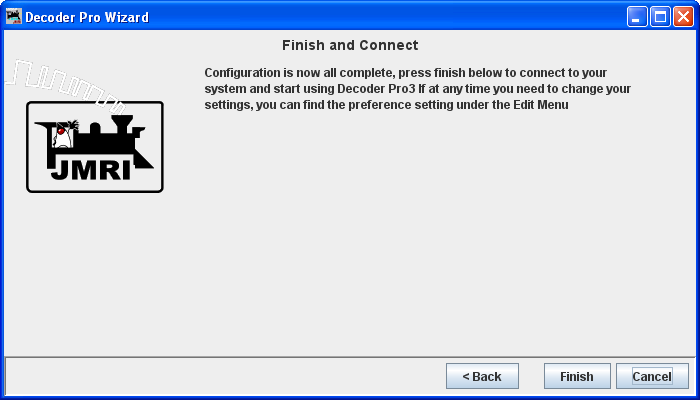 Decoder Pro Wizard
Finish and Connect
Configuration is now all complete, press finish below to connect to your
system and start using Decoder Pro3 If at any time you need to change your
settings, you can find the preference setting under the Edit Menu
JMRI
< Back
Finish
Cancel